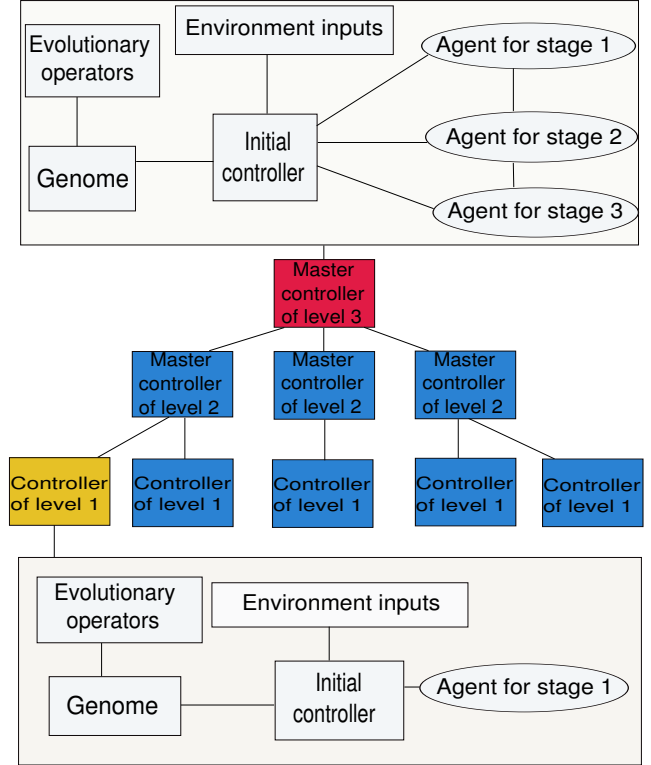 Evolutionary
operators
Environment inputs
Agent for stage 1
Initial
controller
Agent for stage 2
Genome
Agent for stage 3
Master
controller
of level 3
Master
controller
of level 2
Master
controller
of level 2
Master
controller
of level 2
Controller
of level 1
Controller
of level 1
Controller
of level 1
Controller
of level 1
Controller
of level 1
Evolutionary
operators
Environment inputs
Genome
Initial
controller
Agent for stage 1